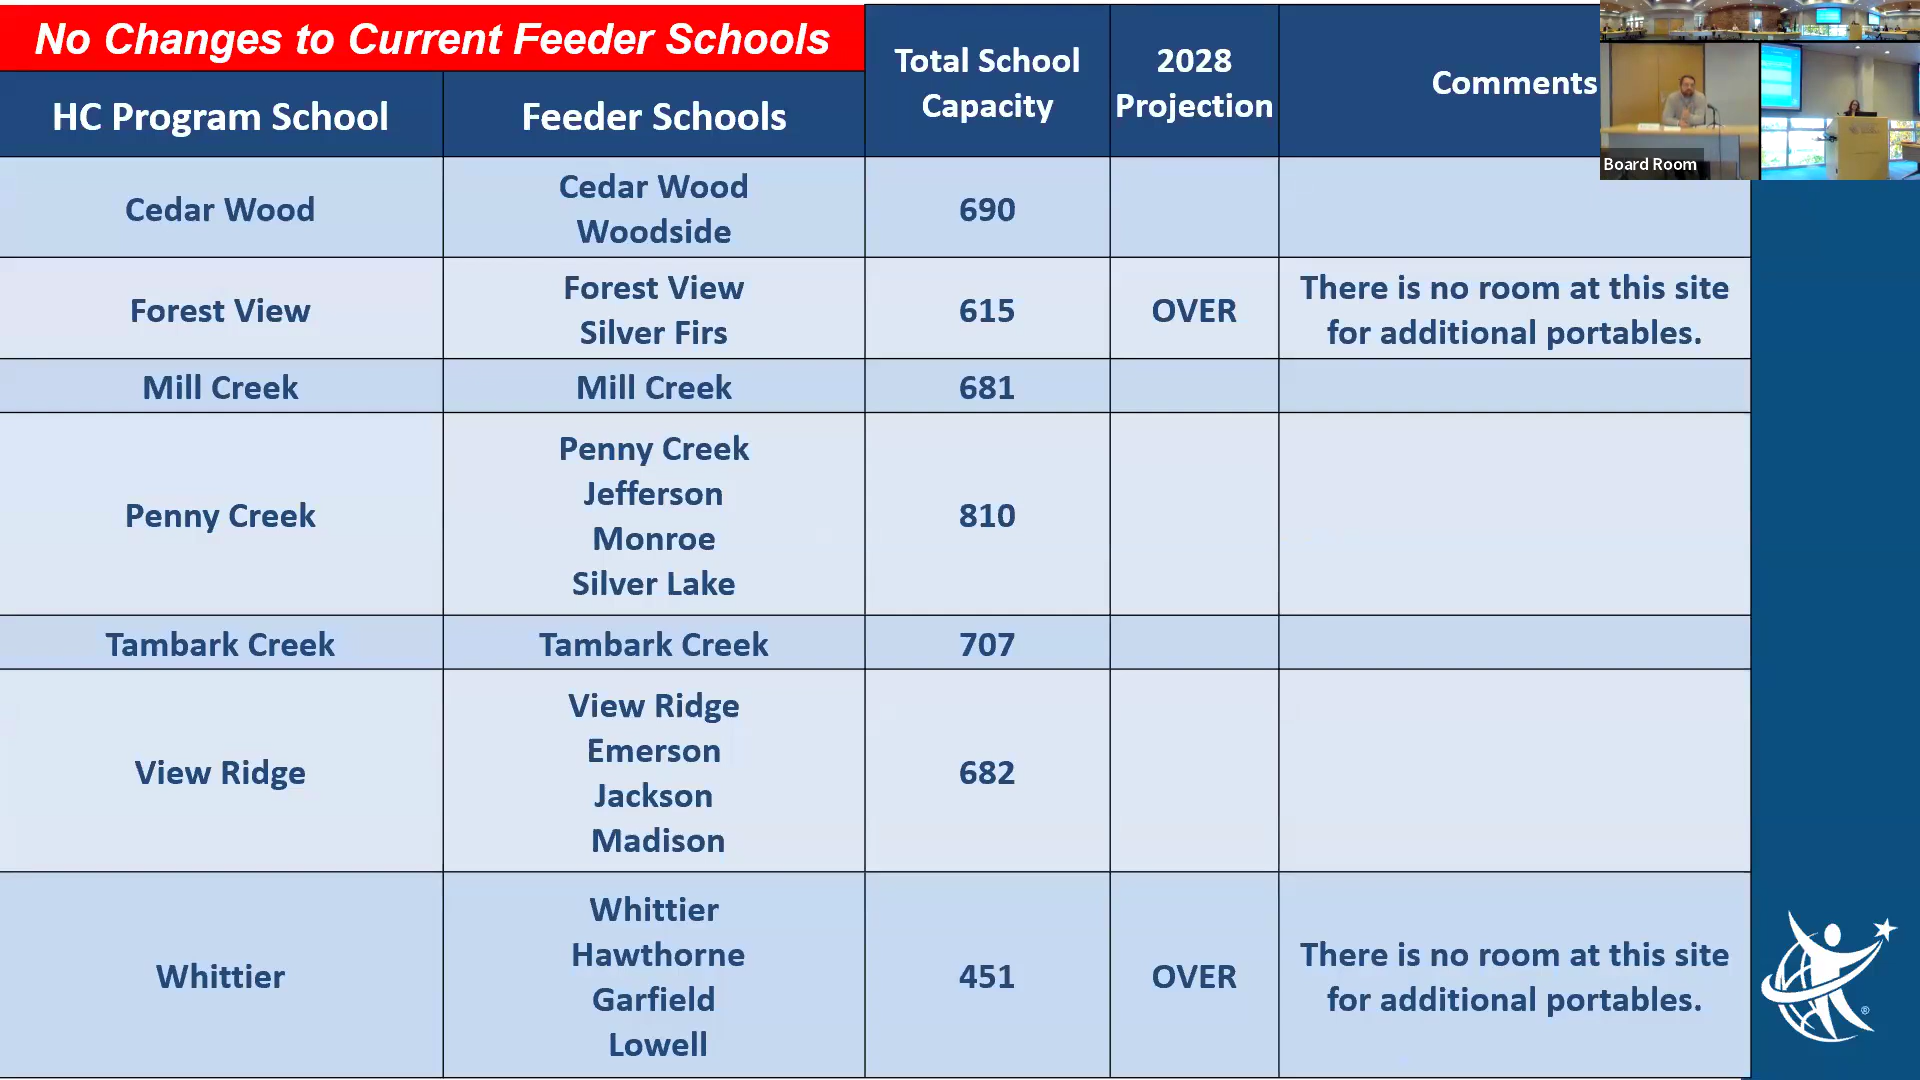 No Changes to Current Feeder Schools
HC Program School
Feeder Schools
Total School
Capacity
2028
Projection
Comments
Board Room
Cedar Wood
Cedar Wood
Woodside
690
Forest View
Forest View
Silver Firs
615
OVER
There is no room at this site
for additional portables.
Mill Creek
Mill Creek
681
Penny Creek
Penny Creek
Jefferson
Monroe
Silver Lake
810
Tambark Creek
Tambark Creek
707
View Ridge
View Ridge
Emerson
Jackson
Madison
682
Whittier
Whittier
Hawthorne
Garfield
Lowell
451
OVER
There is no room at this site
for additional portables.
®